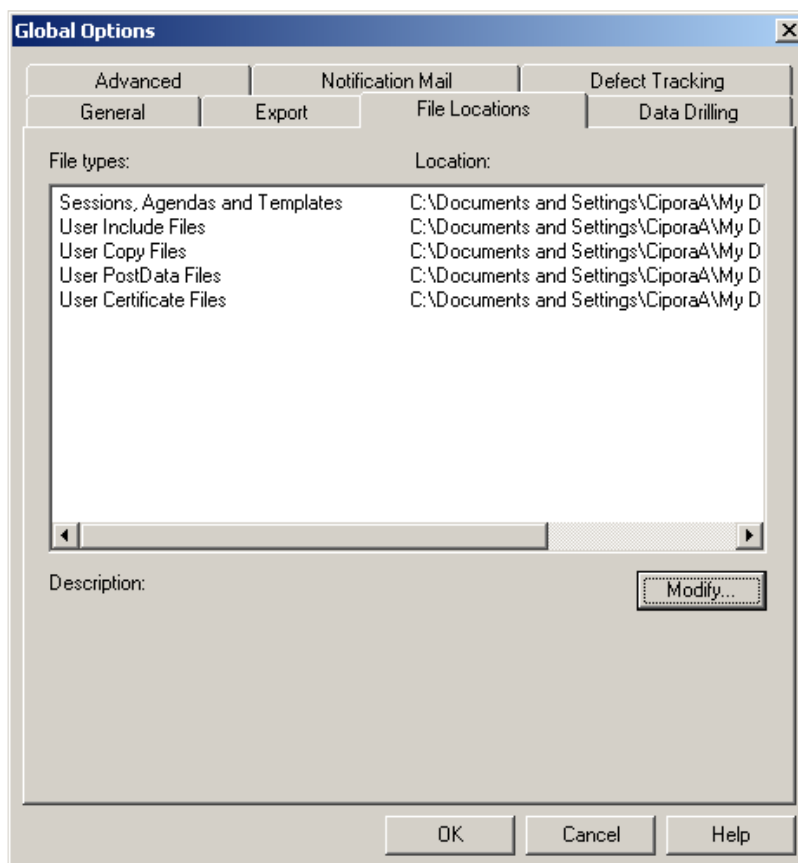 Global Options
Advanced Notification Mail Defect Tracking
General Export File Locations Data Drilling
File types: Location:
Sessions, Agendas and Templates C:\Documents and Settings\CiporaA\My D
User Include Files C:\Documents and Settings\CiporaA\My D
User Copy Files C:\Documents and Settings\CiporaA\My D
User PostData Files C:\Documents and Settings\CiporaA\My D
User Certificate Files C:\Documents and Settings\CiporaA\My D
Description: Modify...
OK Cancel Help